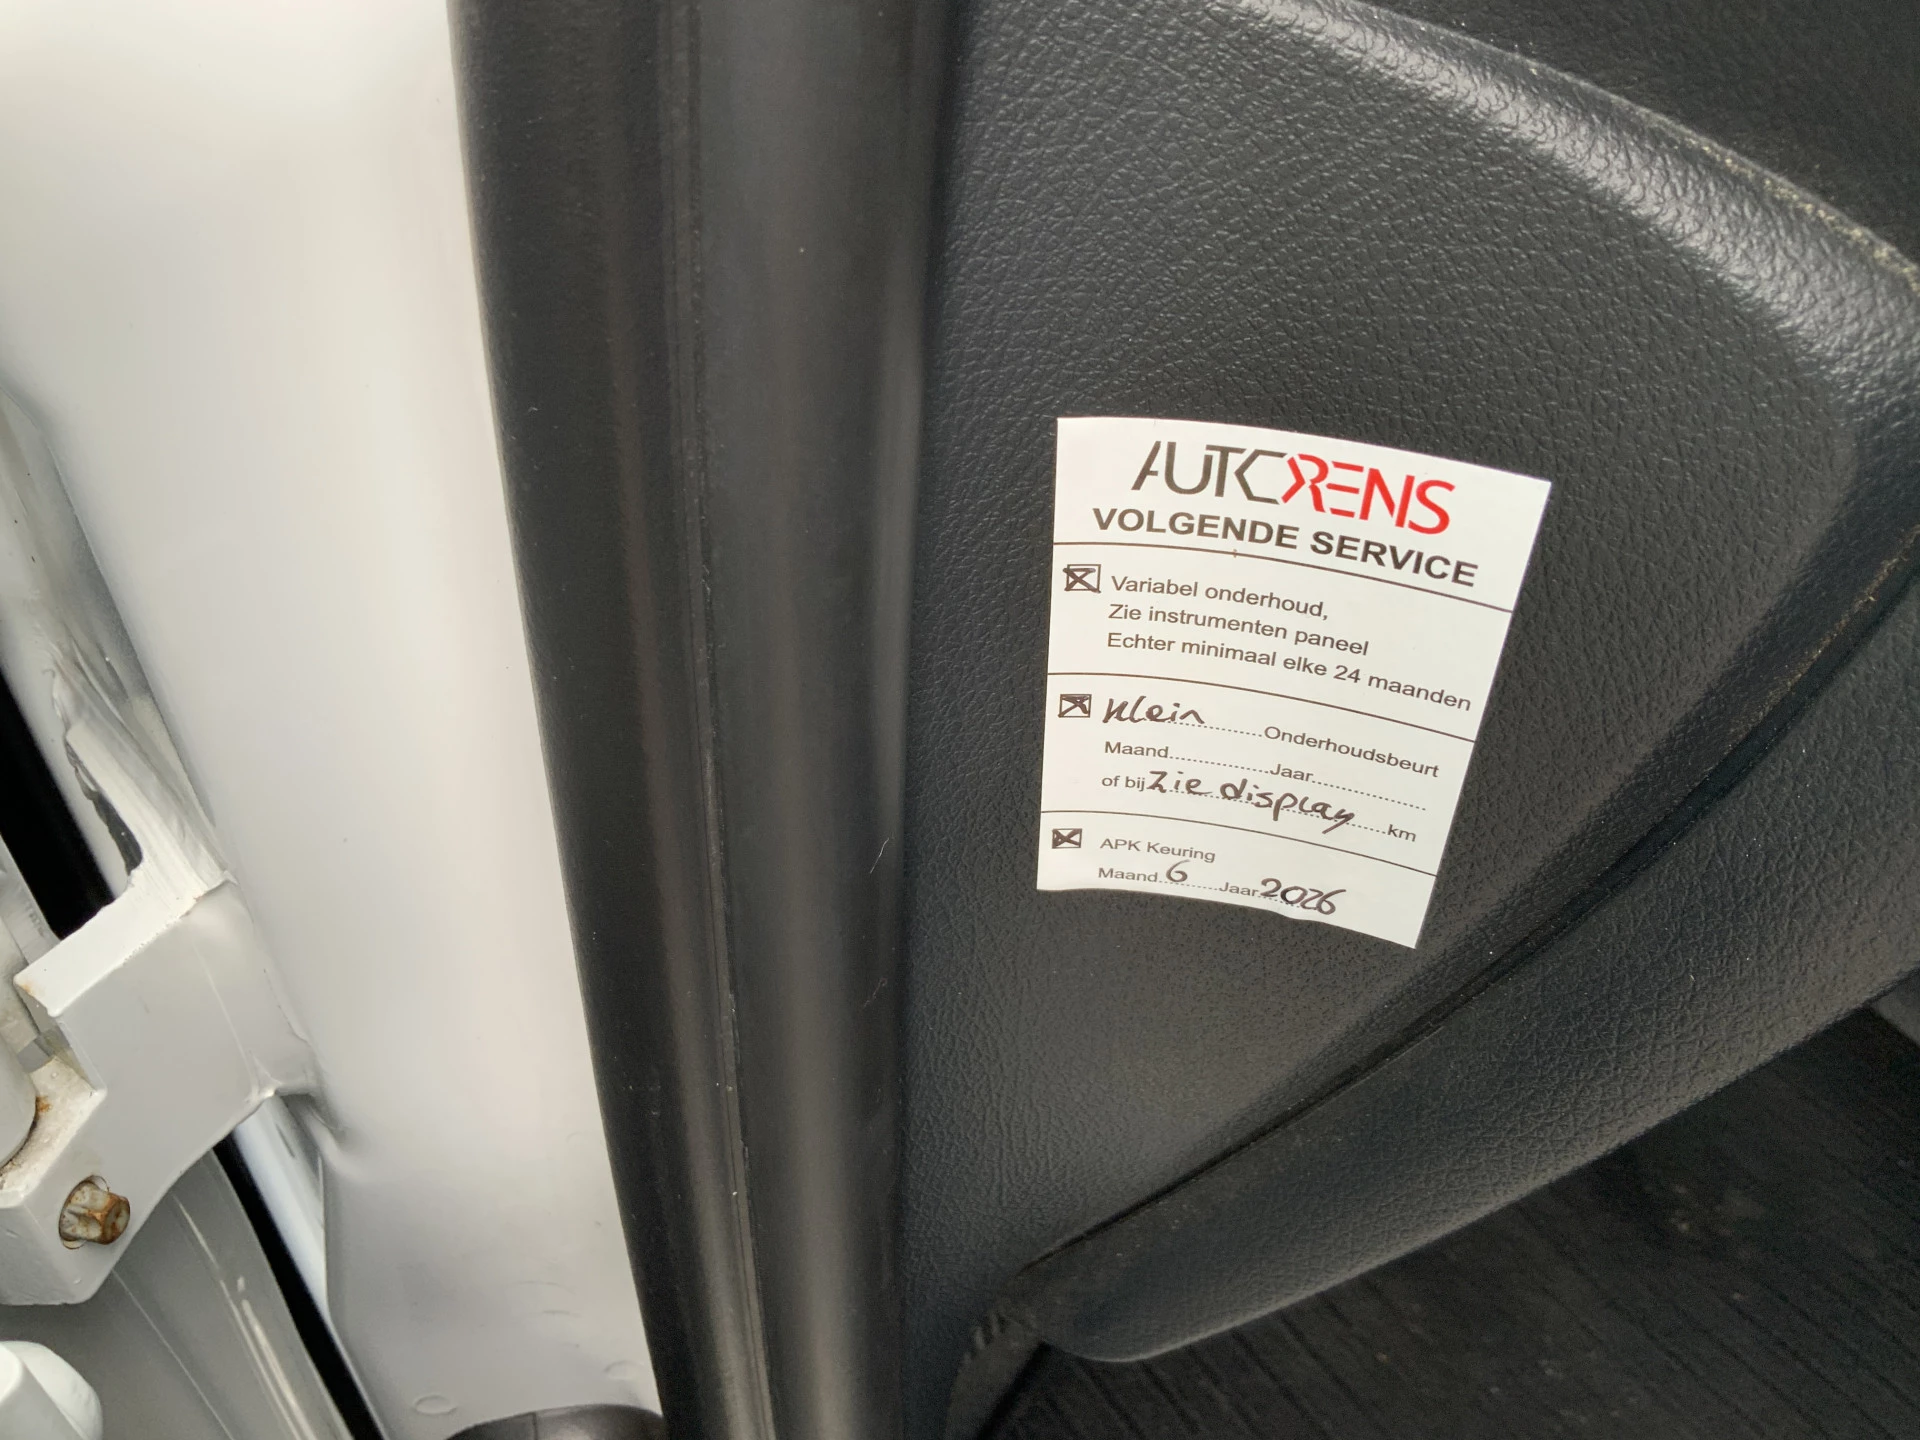 AUTORENS
VOLGENDE SERVICE
Variabel onderhoud,
Zie instrumenten paneel
Echter minimaal elke 24 maanden
Klein..........Onderhoudsbeurt
Maand.................Jaar....................
of bij Zie display......km
APK Keuring
Maand..6......Jaar 2026